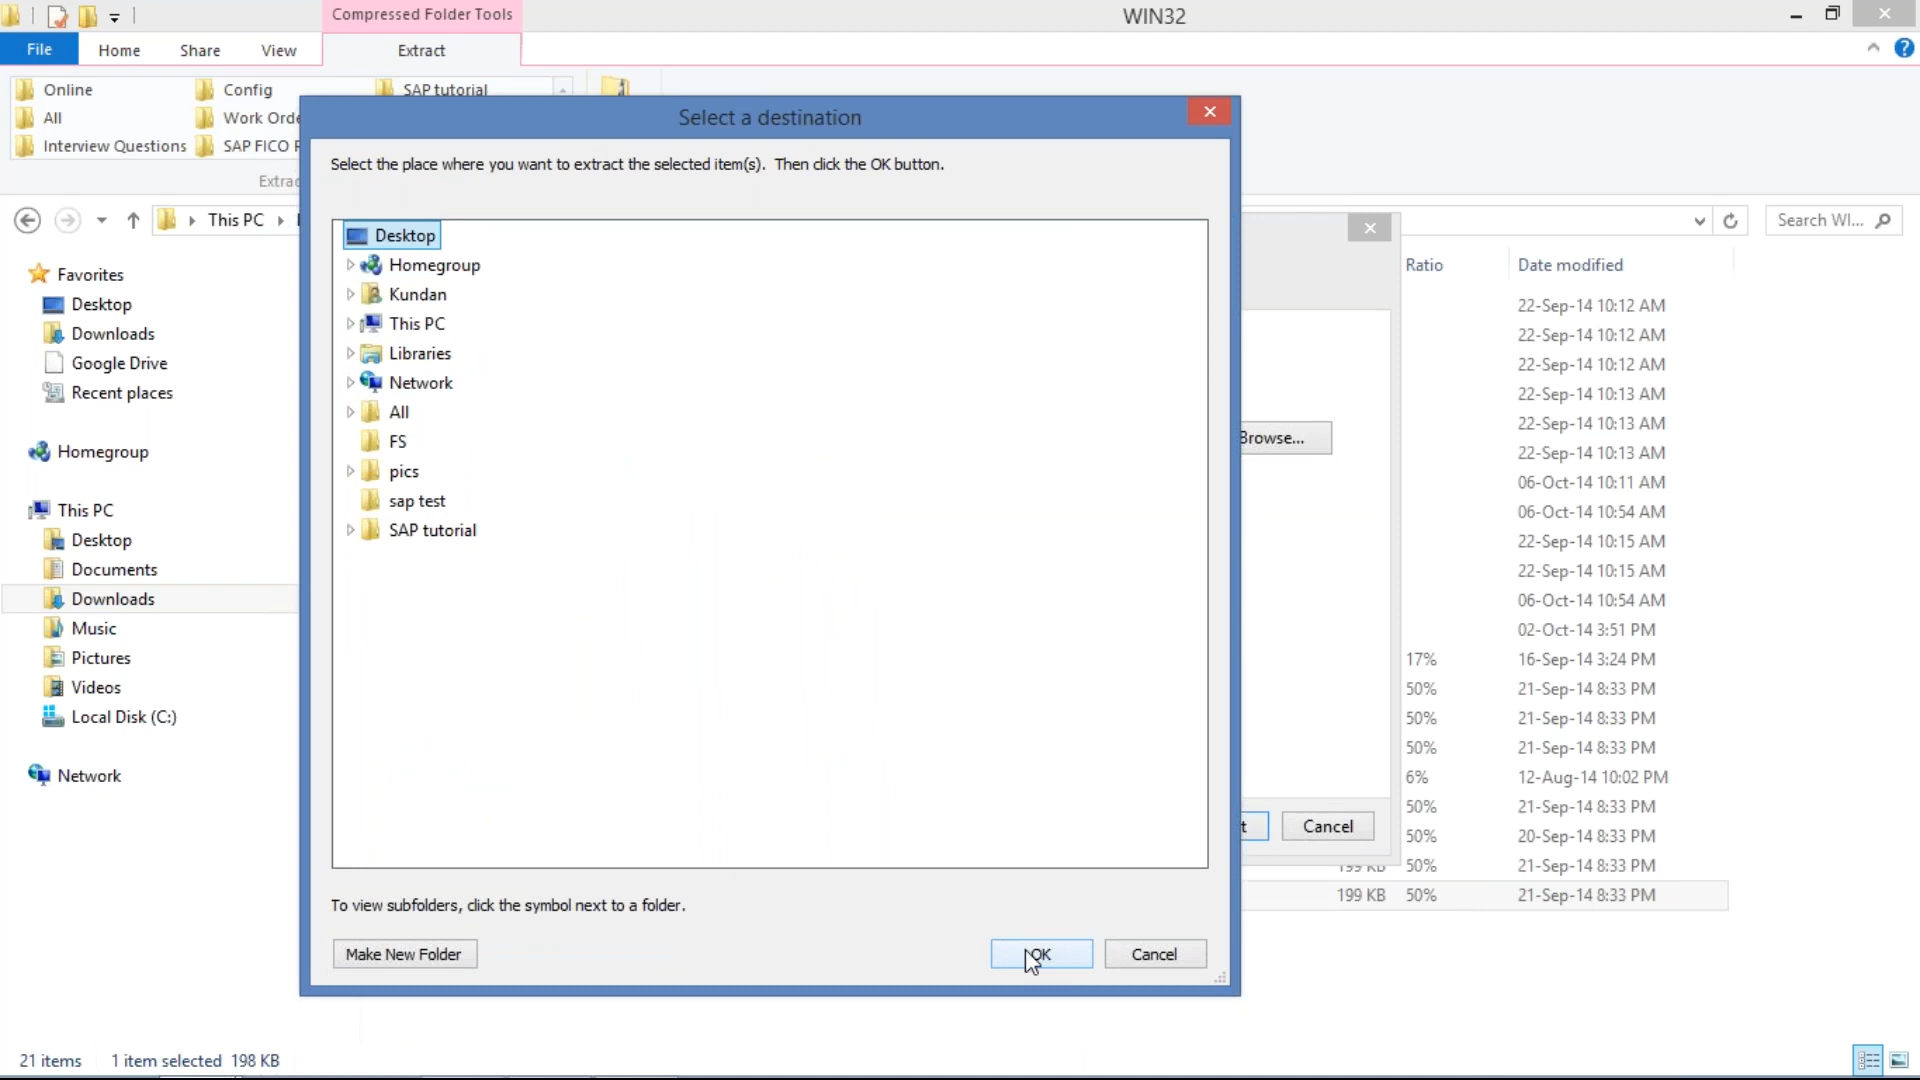 Compressed Folder Tools
WIN32
File
Home
Share
View
Extract
Online
Config
SAP tutorial
All
Work Orde
Interview Questions
SAP FICO
Extrac
Select a destination
Select the place where you want to extract the selected item(s).  Then click the OK button.
This PC
Search WI...
Favorites
Desktop
Downloads
Google Drive
Recent places
Homegroup
This PC
Desktop
Documents
Downloads
Music
Pictures
Videos
Local Disk (C:)
Network
Desktop
Homegroup
Kundan
This PC
Libraries
Network
All
FS
pics
sap test
SAP tutorial
To view subfolders, click the symbol next to a folder.
Make New Folder
OK
Cancel
Browse...
Cancel
Ratio
Date modified
22-Sep-14 10:12 AM
22-Sep-14 10:12 AM
22-Sep-14 10:12 AM
22-Sep-14 10:13 AM
22-Sep-14 10:13 AM
22-Sep-14 10:13 AM
06-Oct-14 10:11 AM
06-Oct-14 10:54 AM
22-Sep-14 10:15 AM
22-Sep-14 10:15 AM
06-Oct-14 10:54 AM
02-Oct-14 3:51 PM
17% 16-Sep-14 3:24 PM
50% 21-Sep-14 8:33 PM
50% 21-Sep-14 8:33 PM
50% 21-Sep-14 8:33 PM
6% 12-Aug-14 10:02 PM
50% 21-Sep-14 8:33 PM
50% 20-Sep-14 8:33 PM
199 KB 50% 21-Sep-14 8:33 PM
199 KB 50% 21-Sep-14 8:33 PM
21 items
1 item selected  198 KB